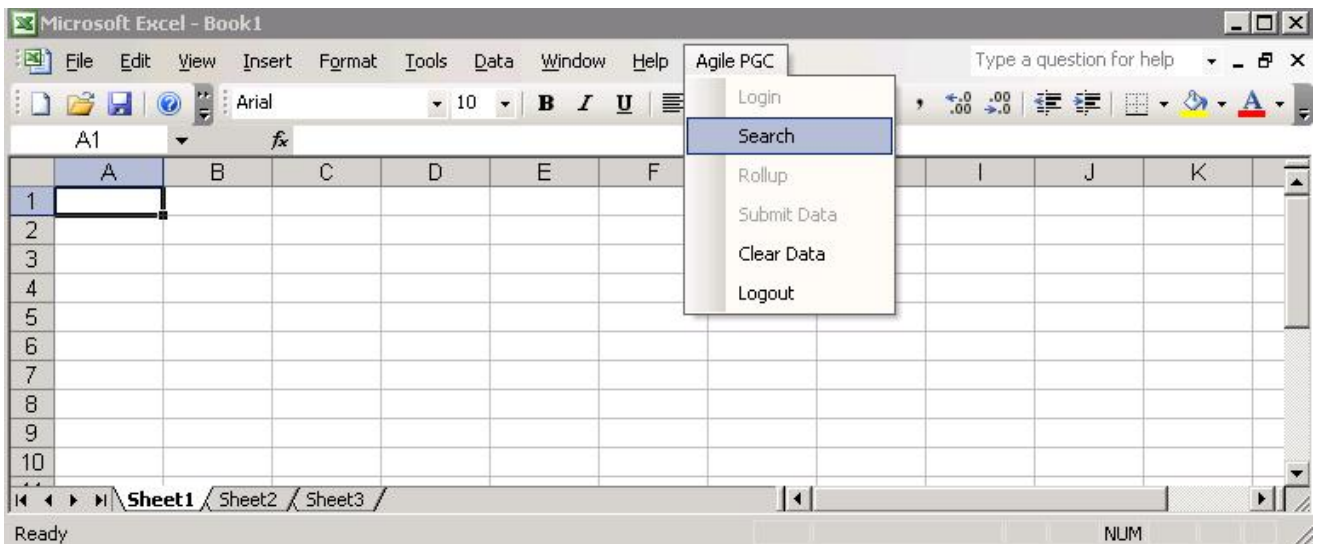 Microsoft Excel - Book1
File Edit View Insert Format Tools Data Window Help Agile PGC Type a question for help
Arial 10 B I U A
Login
A1 fx
Search
A B C D E F I J K
Rollup
Submit Data
Clear Data
Logout
1
2
3
4
5
6
7
8
9
10
Sheet1 Sheet2 Sheet3
Ready NUM